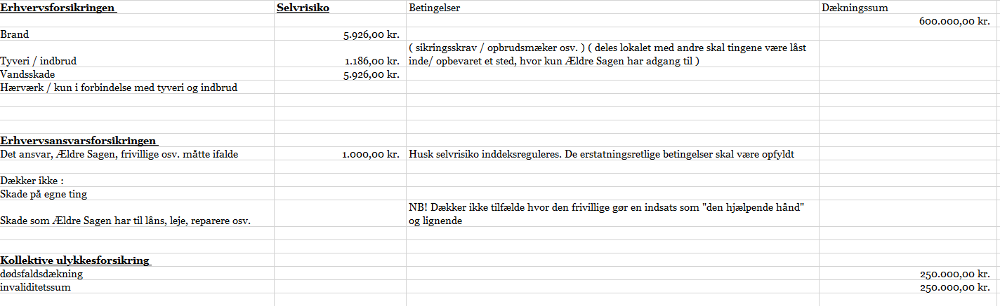 Erhvervsforsikringen Selvrisiko Betingelser Dækningssum
600.000,00 kr.
Brand 5.926,00 kr.
( sikringsskrav / opbrudsmæker osv. ) ( deles lokalet med andre skal tingene være låst
Tyveri / indbrud 1.186,00 kr. inde/ opbevaret et sted, hvor kun Ældre Sagen har adgang til )
Vandsskade 5.926,00 kr.
Hærværk / kun i forbindelse med tyveri og indbrud
Erhvervsansvarsforsikringen
Det ansvar, Ældre Sagen, frivillige osv. måtte ifalde 1.000,00 kr. Husk selvrisiko inddeksreguleres. De erstatningsretlige betingelser skal være opfyldt
Dækker ikke :
Skade på egne ting
NB! Dækker ikke tilfælde hvor den frivillige gør en indsats som "den hjælpende hånd"
Skade som Ældre Sagen har til låns, leje, reparere osv. og lignende
Kollektive ulykkesforsikring
dødsfaldsdækning 250.000,00 kr.
invaliditetssum 250.000,00 kr.